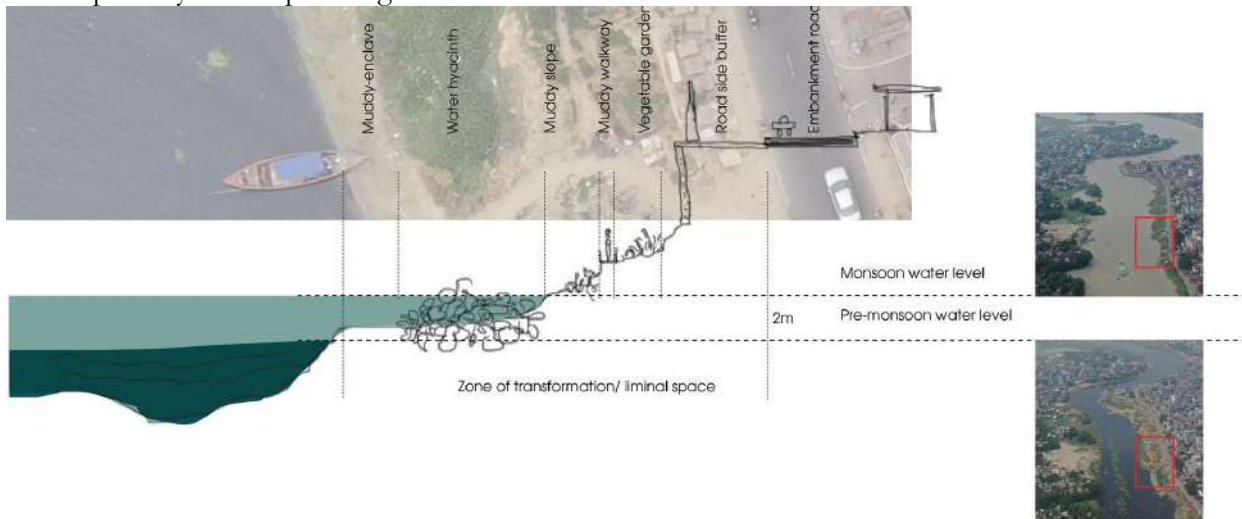 Muddy-enclave
Water hyacinth
Muddy slope
Muddy walkway
Vegetable garden
Road side buffer
Embankment road
Monsoon water level
Pre-monsoon water level
2m
Zone of transformation/ liminal space